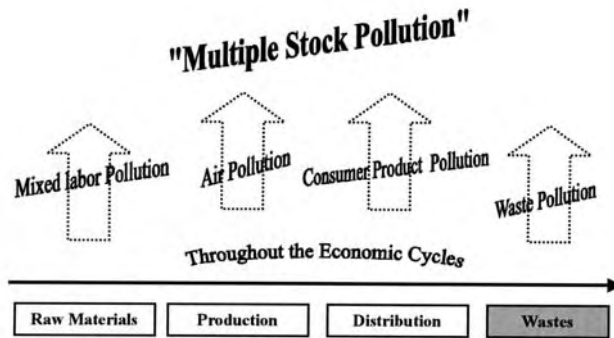 "Multiple Stock Pollution"
Mixed labor Pollution
Air Pollution
Consumer Product Pollution
Waste Pollution
Throughout the Economic Cycles
Raw Materials
Production
Distribution
Wastes